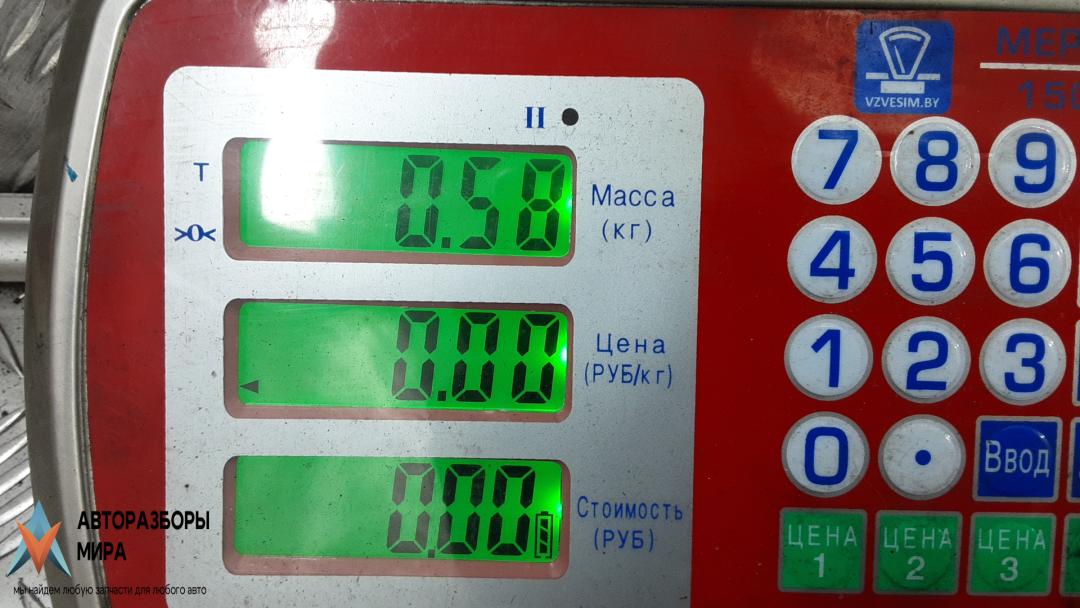 II
T
0.58
Масса
(кг)
>0<
0.00
Цена
(РУБ/кг)
0.00
Стоимость
(РУБ)
VZVESIM.BY
МЕР
150
7 8 9
4 5 6
1 2 3
0 • Ввод
ЦЕНА 1
ЦЕНА 2
ЦЕНА 3
АВТОРАЗБОРЫ
МИРА
мы найдем любую запчасти для любого авто